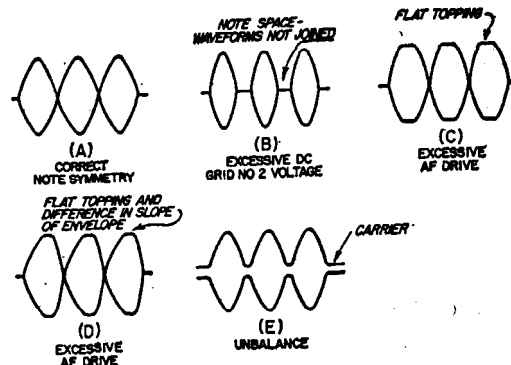 NOTE SPACE-
WAVEFORMS NOT JOINED
FLAT TOPPING
(A)
CORRECT
NOTE SYMMETRY
(B)
EXCESSIVE DC
GRID NO 2 VOLTAGE
(C)
EXCESSIVE
AF DRIVE
FLAT TOPPING AND
DIFFERENCE IN SLOPE
OF ENVELOPE
CARRIER
(D)
EXCESSIVE
AF DRIVE
(E)
UNBALANCE